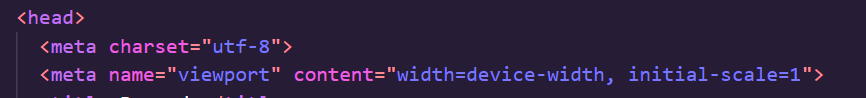 <head>
<meta charset="utf-8">
<meta name="viewport" content="width=device-width, initial-scale=1">